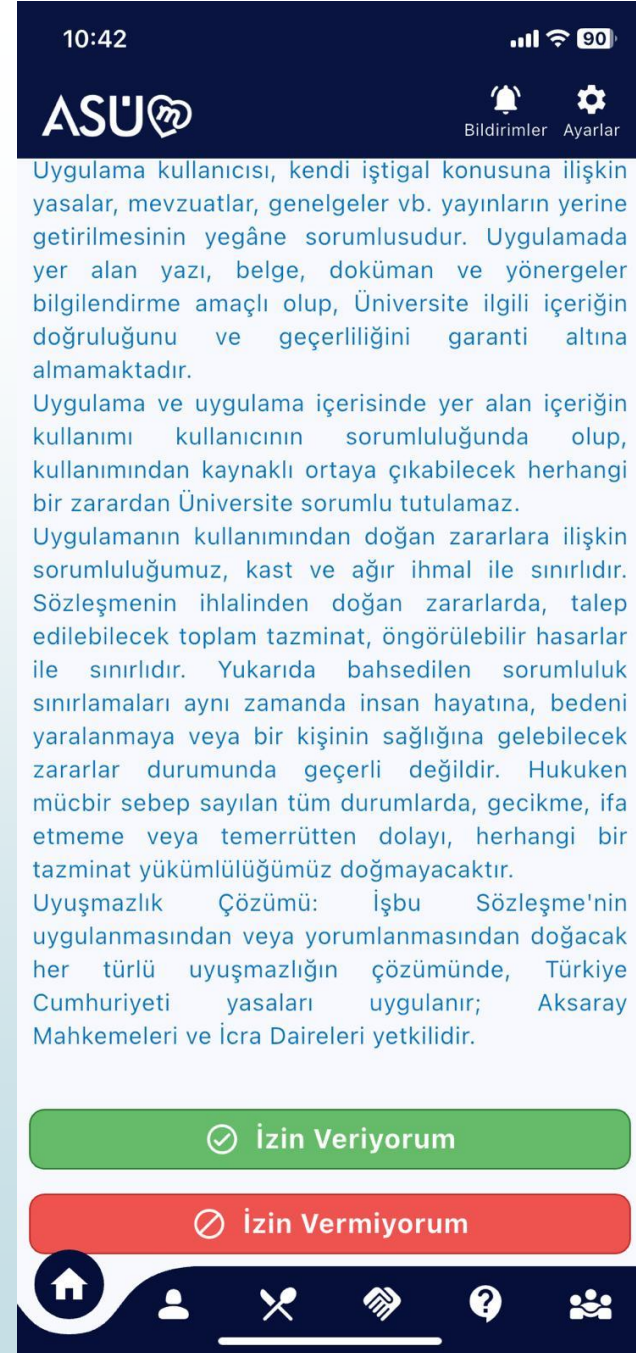 10:42
90
ASÜm
Bildirimler Ayarlar
Uygulama kullanıcısı, kendi iştigal konusuna ilişkin
yasalar, mevzuatlar, genelgeler vb. yayınların yerine
getirilmesinin yegâne sorumlusudur. Uygulamada
yer alan yazı, belge, doküman ve yönergeler
bilgilendirme amaçlı olup, Üniversite ilgili içeriğin
doğruluğunu ve geçerliliğini garanti altına
almamaktadır.
Uygulama ve uygulama içerisinde yer alan içeriğin
kullanımı kullanıcının sorumluluğunda olup,
kullanımından kaynaklı ortaya çıkabilecek herhangi
bir zarardan Üniversite sorumlu tutulamaz.
Uygulamanın kullanımından doğan zararlara ilişkin
sorumluluğumuz, kast ve ağır ihmal ile sınırlıdır.
Sözleşmenin ihlalinden doğan zararlarda, talep
edilebilecek toplam tazminat, öngörülebilir hasarlar
ile sınırlıdır. Yukarıda bahsedilen sorumluluk
sınırlamaları aynı zamanda insan hayatına, bedeni
yaralanmaya veya bir kişinin sağlığına gelebilecek
zararlar durumunda geçerli değildir. Hukuken
mücbir sebep sayılan tüm durumlarda, gecikme, ifa
etmeme veya temerrütten dolayı, herhangi bir
tazminat yükümlülüğümüz doğmayacaktır.
Uyuşmazlık Çözümü: İşbu Sözleşme'nin
uygulanmasından veya yorumlanmasından doğacak
her türlü uyuşmazlığın çözümünde, Türkiye
Cumhuriyeti yasaları uygulanır; Aksaray
Mahkemeleri ve İcra Daireleri yetkilidir.
İzin Veriyorum
İzin Vermiyorum